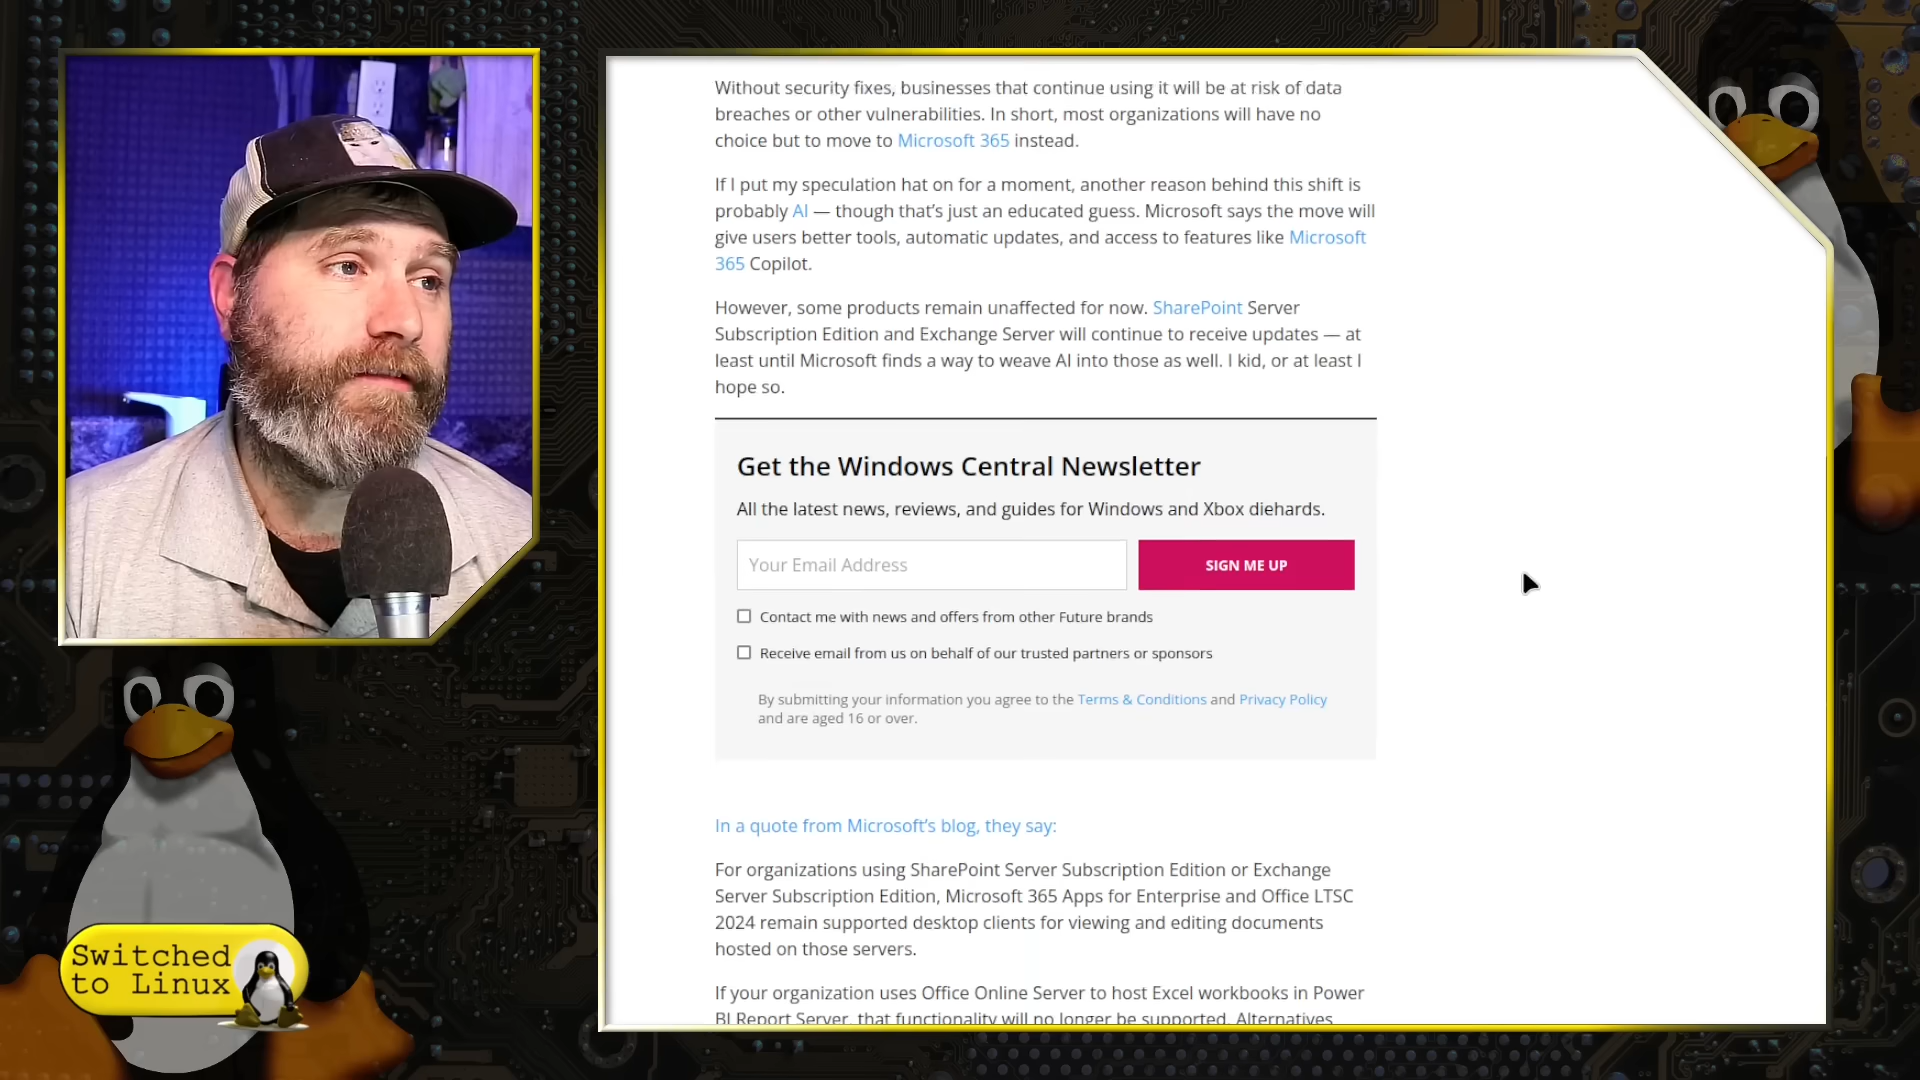 Without security fixes, businesses that continue using it will be at risk of data
breaches or other vulnerabilities. In short, most organizations will have no
choice but to move to Microsoft 365 instead.
If I put my speculation hat on for a moment, another reason behind this shift is
probably AI — though that’s just an educated guess. Microsoft says the move will
give users better tools, automatic updates, and access to features like Microsoft
365 Copilot.
However, some products remain unaffected for now. SharePoint Server
Subscription Edition and Exchange Server will continue to receive updates — at
least until Microsoft finds a way to weave AI into those as well. I kid, or at least I
hope so.
Get the Windows Central Newsletter
All the latest news, reviews, and guides for Windows and Xbox diehards.
Your Email Address
SIGN ME UP
Contact me with news and offers from other Future brands
Receive email from us on behalf of our trusted partners or sponsors
By submitting your information you agree to the Terms & Conditions and Privacy Policy
and are aged 16 or over.
In a quote from Microsoft’s blog, they say:
For organizations using SharePoint Server Subscription Edition or Exchange
Server Subscription Edition, Microsoft 365 Apps for Enterprise and Office LTSC
2024 remain supported desktop clients for viewing and editing documents
hosted on those servers.
If your organization uses Office Online Server to host Excel workbooks in Power
BI Report Server, that functionality will no longer be supported. Alternatives
Switched
to Linux